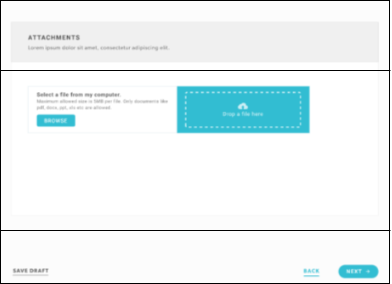 ATTACHMENTS
Lorem ipsum dolor sit amet, consectetur adipiscing elit.
Select a file from my computer.
Maximum allowed size is 5MB per file. Only documents like
pdf, docx, ppt, xls etc are allowed.
BROWSE
Drop a file here
SAVE DRAFT
BACK
NEXT →